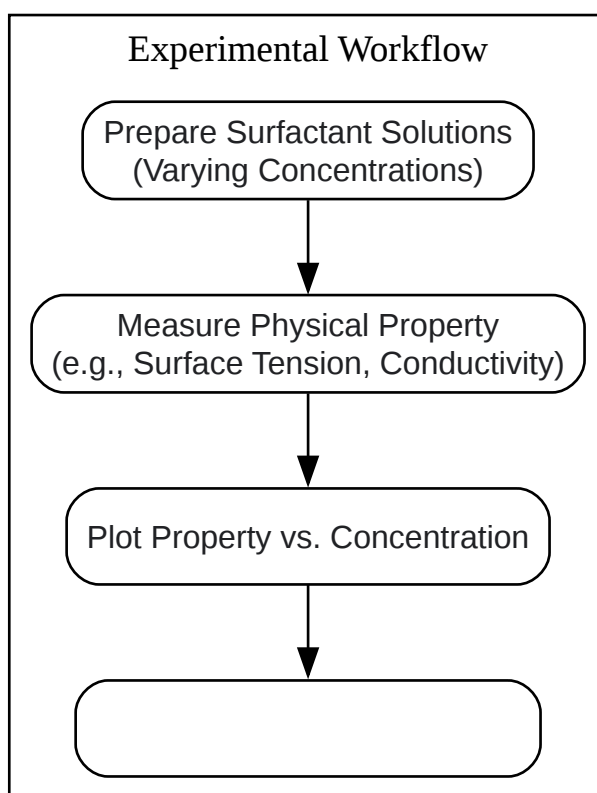 Experimental Workflow
Prepare Surfactant Solutions
(Varying Concentrations)
Measure Physical Property
(e.g., Surface Tension, Conductivity)
Plot Property vs. Concentration